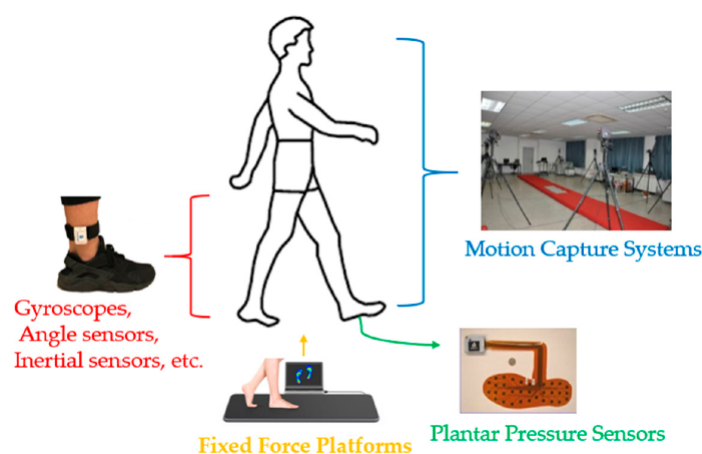 Motion Capture Systems
Gyroscopes,
Angle sensors,
Inertial sensors, etc.
Fixed Force Platforms
Plantar Pressure Sensors